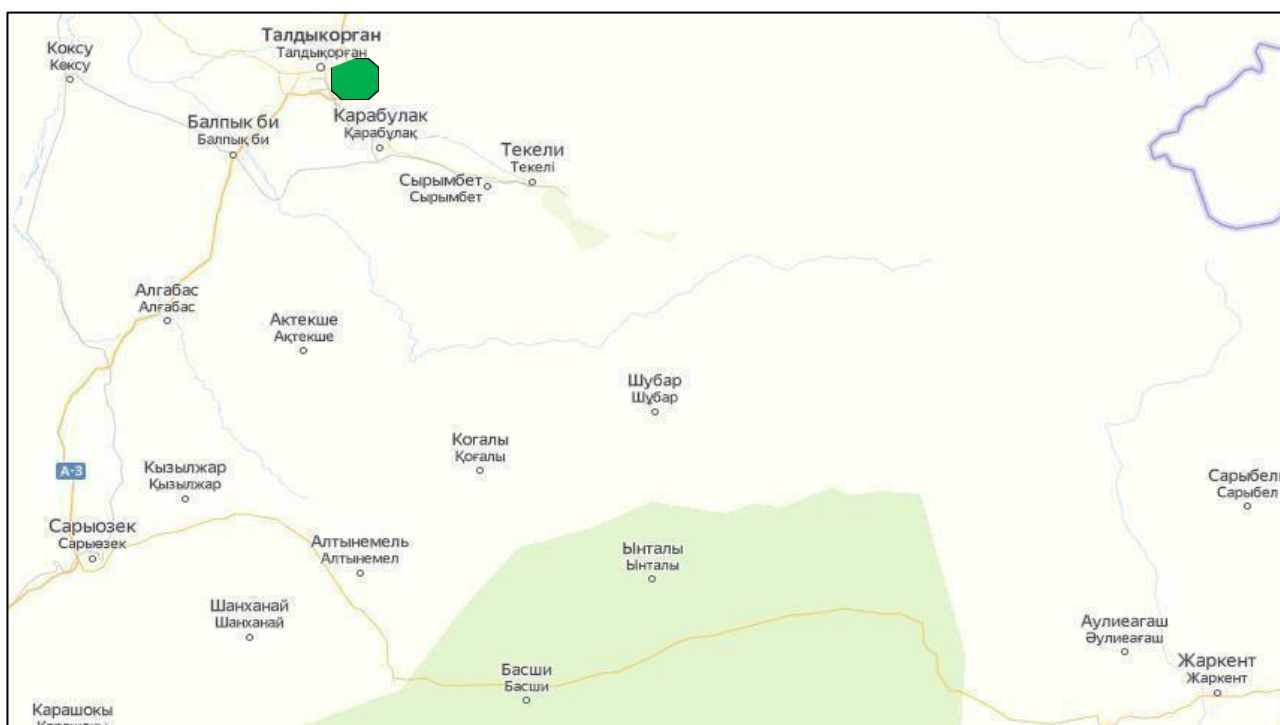 Талдыкорган
Талдықорған
Коксу
Көксу
Балпык би
Балпық би
Карабулак
Қарабұлақ
Текели
Текелі
Сырымбет
Сырымбет
Алгабас
Алғабас
Актекше
Ақтекше
Шубар
Шұбар
Когалы
Қоғалы
А-3
Кызылжар
Қызылжар
Сарыбель
Сарыбел
Сарыозек
Сарыөзек
Алтынемель
Алтынемел
Ынталы
Ынталы
Шанханай
Шанханай
Аулиеагаш
Әулиеағаш
Басши
Басши
Жаркент
Жаркент
Карашокы